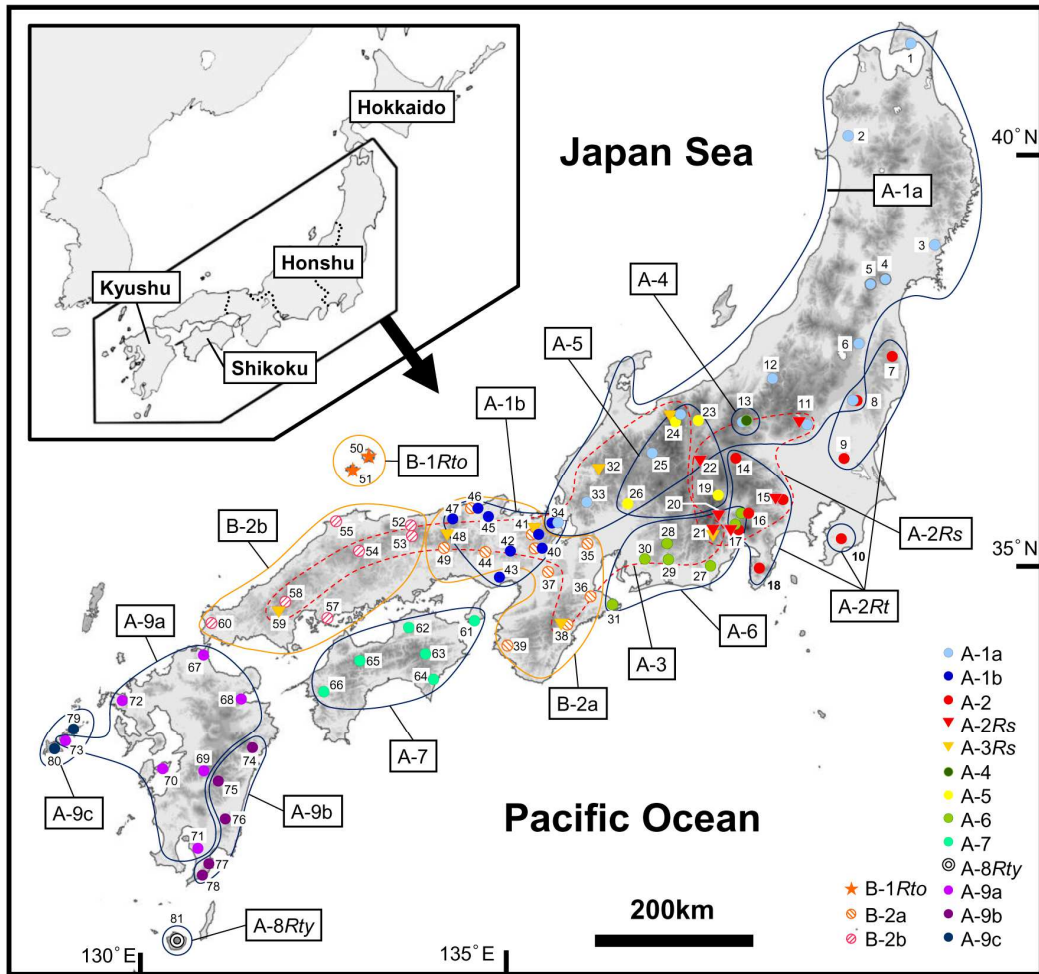 Hokkaido
Honshu
Kyushu
Shikoku
Japan Sea
Pacific Ocean
40°N
35°N
130°E
135°E
200km
A-1a
A-4
A-5
A-1b
B-1Rto
B-2b
A-9a
A-9c
A-9b
A-8Rty
A-7
B-2a
A-3
A-6
A-2Rs
A-2Rt
1
2
3
4
5
6
7
8
9
10
11
12
13
14
15
16
17
18
19
20
21
22
23
24
25
26
27
28
29
30
31
32
33
34
35
36
37
38
39
40
41
42
43
44
45
46
47
48
49
50
51
52
53
54
55
57
58
59
60
61
62
63
64
65
66
67
68
69
70
71
72
73
74
75
76
77
78
79
80
81
A-1a
A-1b
A-2
A-2Rs
A-3Rs
A-4
A-5
A-6
A-7
A-8Rty
A-9a
A-9b
A-9c
B-1Rto
B-2a
B-2b